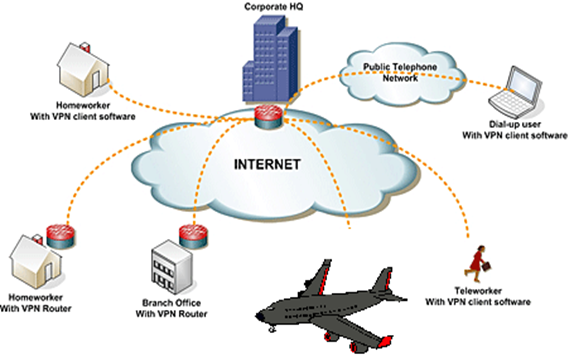 Corporate HQ
Public Telephone
Network
Homeworker
With VPN client software
Dial-up user
With VPN client software
INTERNET
Homeworker
With VPN Router
Branch Office
With VPN Router
Teleworker
With VPN client software